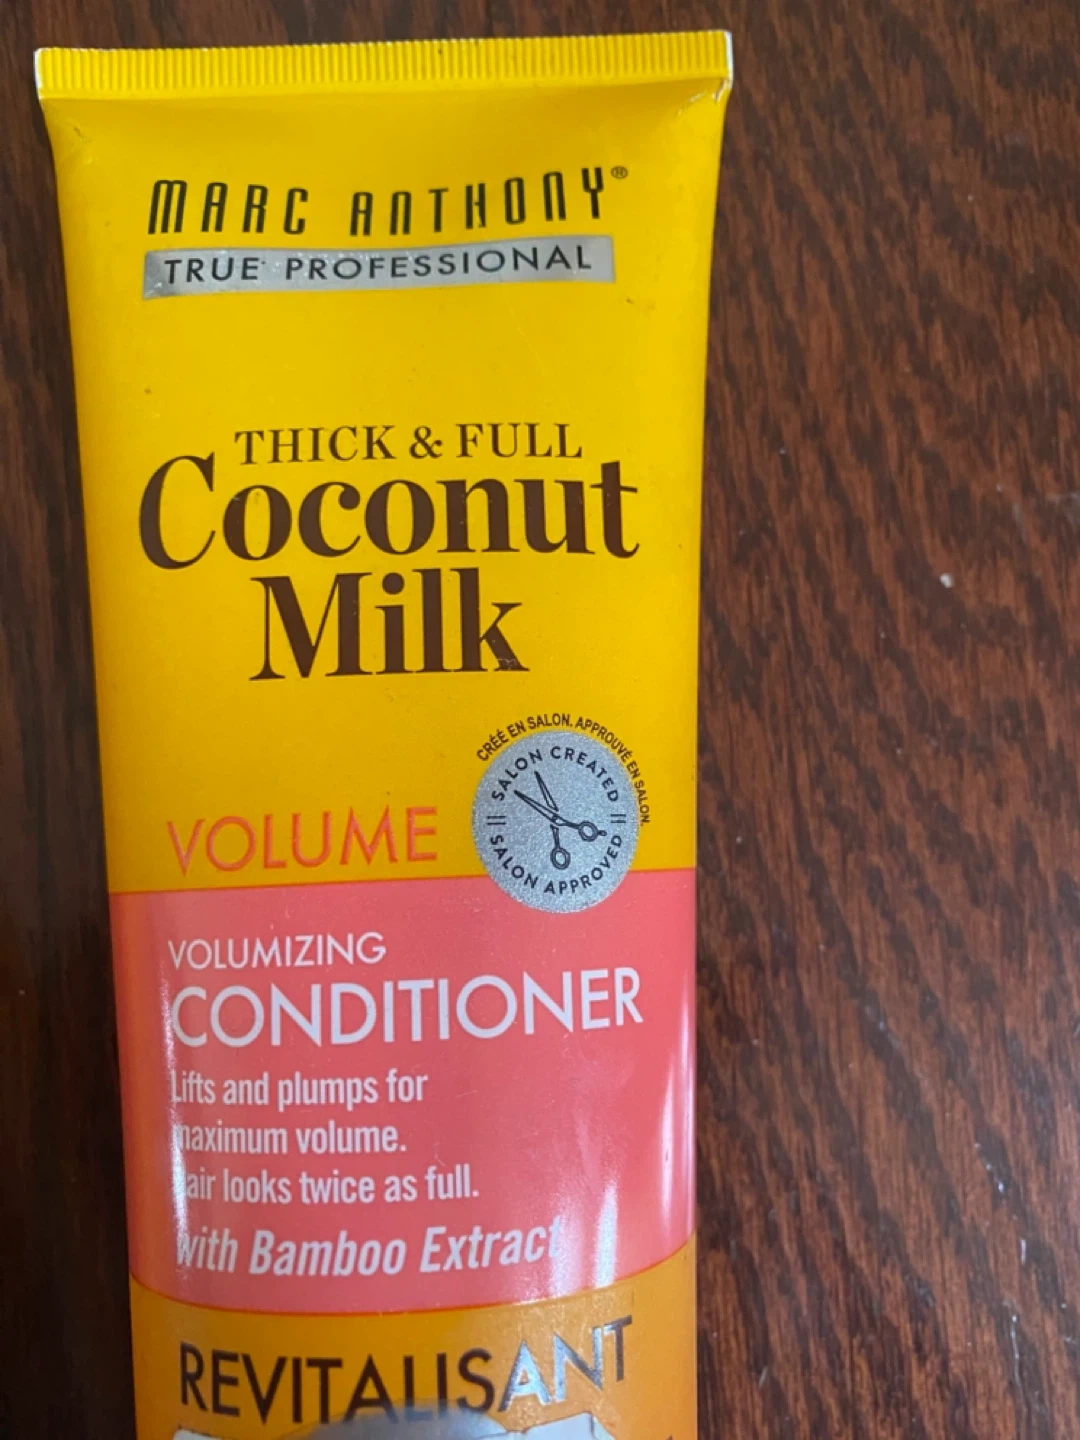 MARC ANTHONY®
TRUE PROFESSIONAL
THICK & FULL
Coconut
Milk
CRÉÉ EN SALON. APPROUVÉ EN SALON.
SALON CREATED
SALON APPROVED
VOLUME
VOLUMIZING
CONDITIONER
Lifts and plumps for
maximum volume.
Hair looks twice as full.
with Bamboo Extract
REVITALISANT